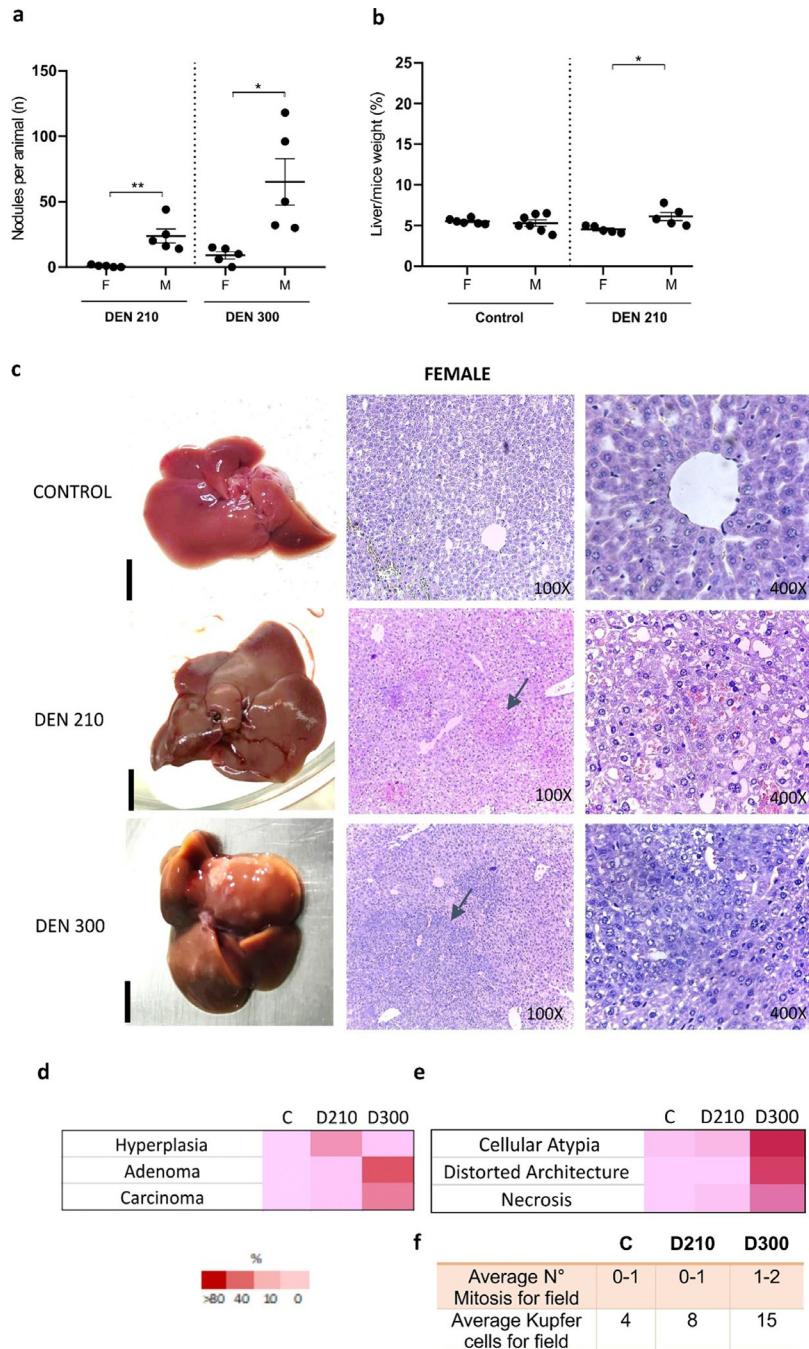 a
b
150
100
50
0
Nodules per animal (n)
**
*
F
M
F
M
DEN 210
DEN 300
25
20
15
10
5
0
Liver/mice weight (%)
*
F
M
F
M
Control
DEN 210
c
FEMALE
CONTROL
100X
400X
DEN 210
100X
400X
DEN 300
100X
400X
d
C D210 D300
Hyperplasia
Adenoma
Carcinoma
%
40 10 0
e
C D210 D300
Cellular Atypia
Distorted Architecture
Necrosis
f
C D210 D300
Average N° 0-1 0-1 1-2
Mitosis for field
Average Kupfer 4 8 15
cells for field